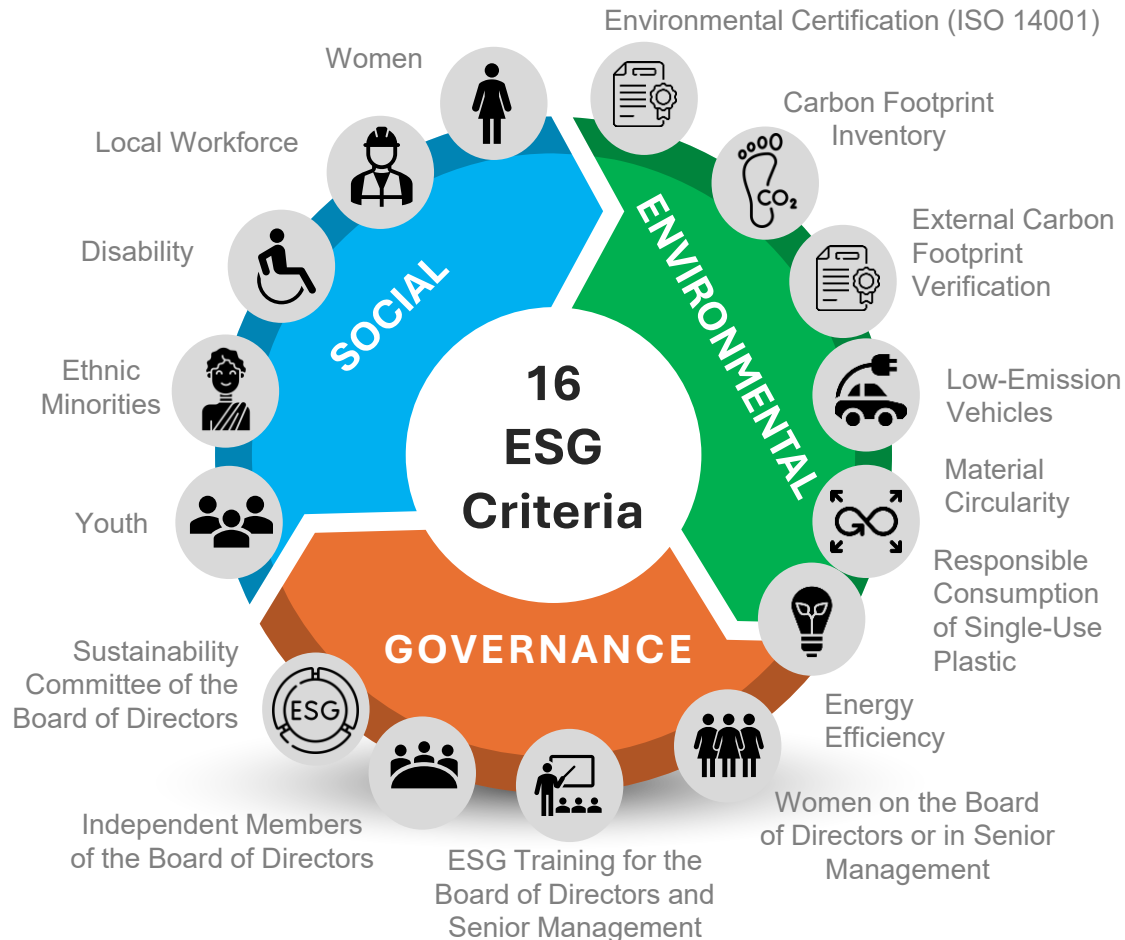 Environmental Certification (ISO 14001)
Women
Carbon Footprint
Inventory
Local Workforce
CO₂
External Carbon
Footprint
Verification
Disability
SOCIAL
ENVIRONMENTAL
Ethnic
Minorities
16
ESG
Criteria
Low-Emission
Vehicles
Material
Circularity
Youth
Responsible
Consumption
of Single-Use
Plastic
GOVERNANCE
Sustainability
Committee of the
Board of Directors
ESG
Energy
Efficiency
Independent Members
of the Board of Directors
ESG Training for the
Board of Directors and
Senior Management
Women on the Board
of Directors or in Senior
Management